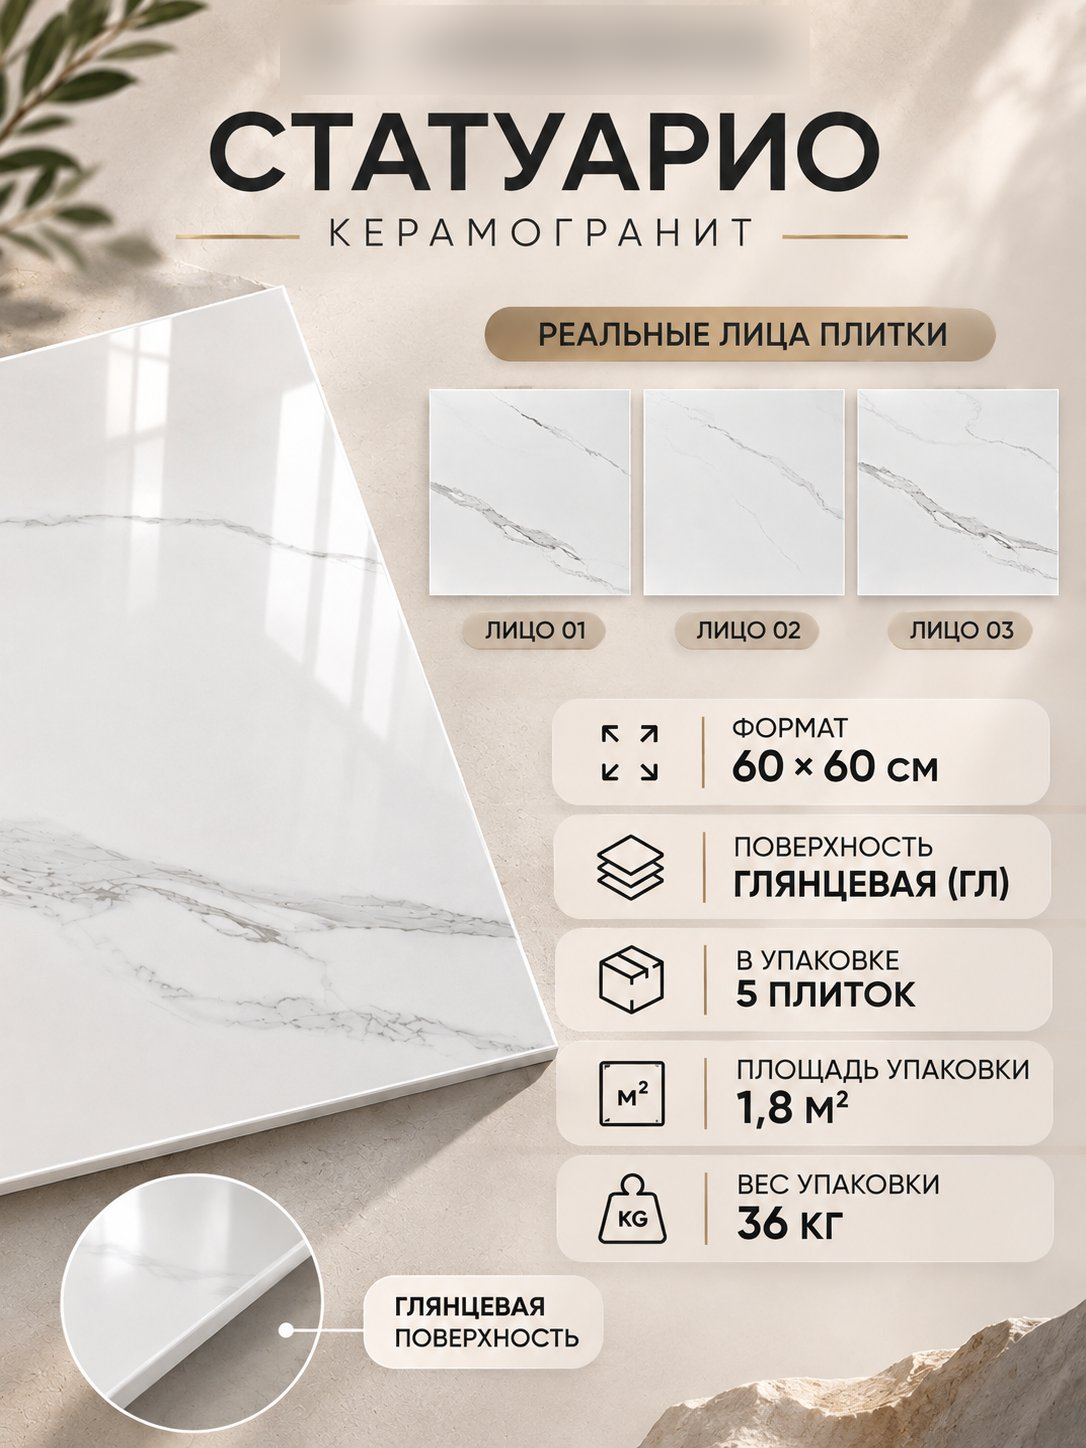 СТАТУАРИО
КЕРАМОГРАНИТ
РЕАЛЬНЫЕ ЛИЦА ПЛИТКИ
ЛИЦО 01
ЛИЦО 02
ЛИЦО 03
ФОРМАТ
60 × 60 СМ
ПОВЕРХНОСТЬ
ГЛЯНЦЕВАЯ (ГЛ)
В УПАКОВКЕ
5 ПЛИТОК
М²
ПЛОЩАДЬ УПАКОВКИ
1,8 М²
KG
ВЕС УПАКОВКИ
36 КГ
ГЛЯНЦЕВАЯ
ПОВЕРХНОСТЬ